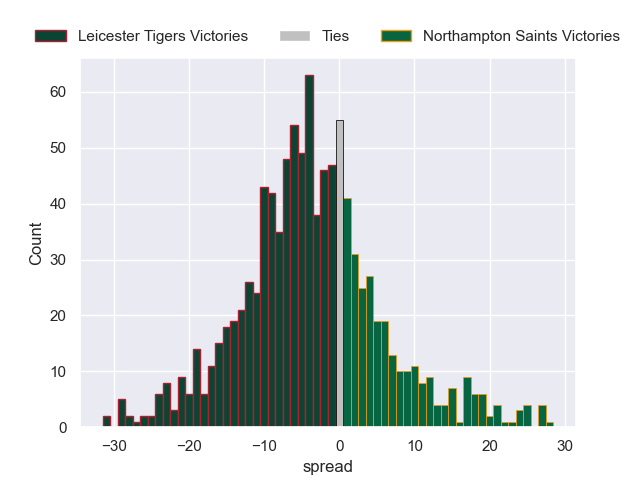 Leicester Tigers Victories
Ties
Northampton Saints Victories
60
50
40
30
20
10
0
Count
−30
−20
−10
0
10
20
30
spread